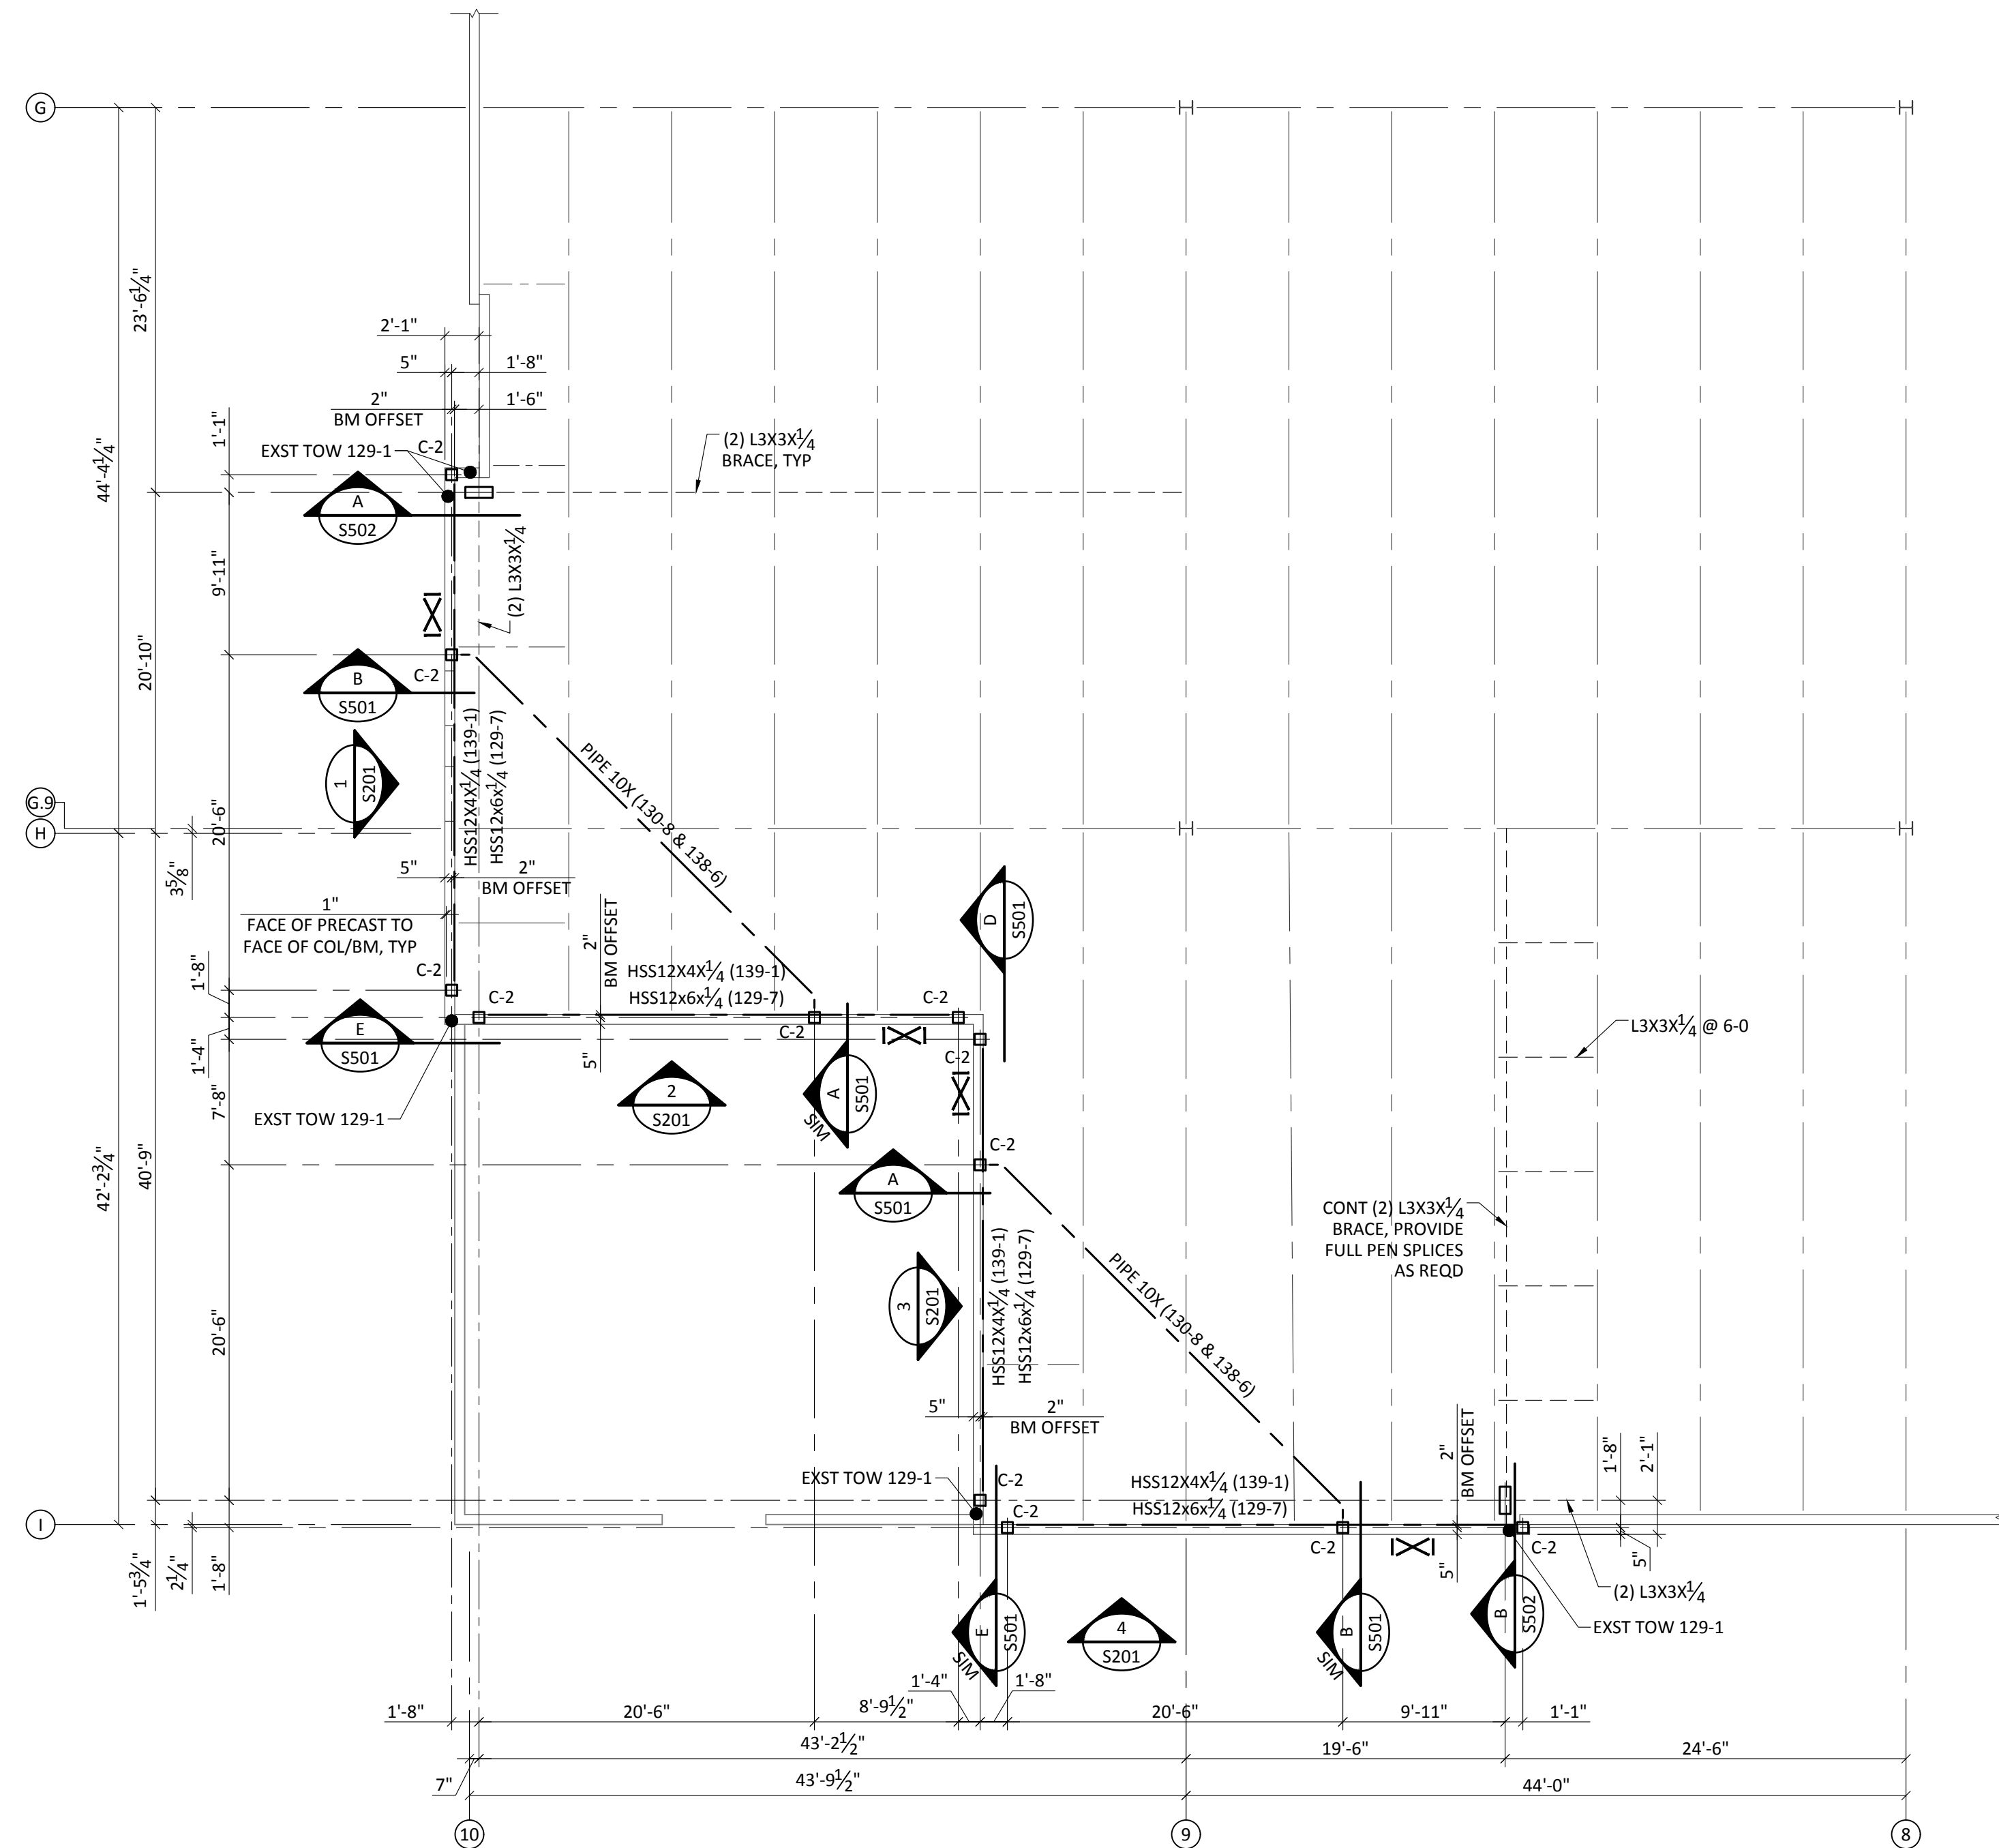 G
44'-4¼"
23'-6¼"
2'-1"
5"
1'-8"
2"
1'-6"
BM OFFSET
1'-1"
EXST TOW 129-1
C-2
(2) L3X3X¼
BRACE, TYP
A
S502
9'-11"
(2) L3X3X¼
20'-10"
B
S501
C-2
HSS12X4X¼ (139-1)
HSS12x6x¼ (129-7)
PIPE 10X (130-8 & 138-6)
1
S201
G.9
H
20'-6"
3⅝"
5"
2"
BM OFFSET
1"
FACE OF PRECAST TO
FACE OF COL/BM, TYP
2"
BM OFFSET
D
S501
1'-8"
C-2
HSS12X4X¼ (139-1)
HSS12x6x¼ (129-7)
C-2
C-2
C-2
E
S501
1'-4"
5"
C-2
L3X3X¼ @ 6-0
7'-8"
EXST TOW 129-1
2
S201
A
S501
SIM
C-2
A
S501
42'-2¾"
40'-9"
CONT (2) L3X3X¼
BRACE, PROVIDE
FULL PEN SPLICES
AS REQD
3
S201
HSS12X4X¼ (139-1)
HSS12x6x¼ (129-7)
PIPE 10X (130-8 & 138-6)
20'-6"
5"
2"
BM OFFSET
2"
BM OFFSET
1'-8"
2'-1"
EXST TOW 129-1
C-2
HSS12X4X¼ (139-1)
HSS12x6x¼ (129-7)
C-2
I
C-2
C-2
5"
5"
1'-5¾"
2¼"
1'-8"
(2) L3X3X¼
EXST TOW 129-1
E
S501
SIM
4
S201
B
S501
SIM
B
S502
1'-4"
1'-8"
1'-8"
20'-6"
8'-9½"
20'-6"
9'-11"
1'-1"
43'-2½"
19'-6"
24'-6"
7"
43'-9½"
44'-0"
10
9
8